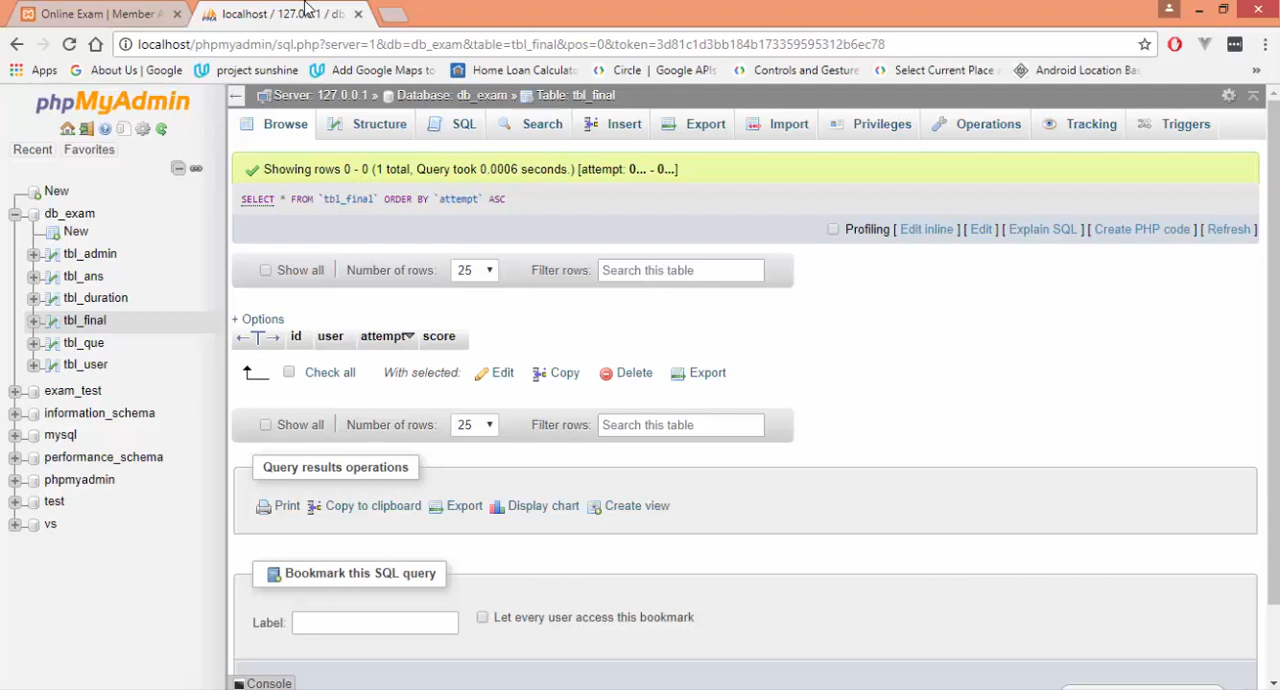 Online Exam | Member A
localhost / 127.0.0.1 / db
localhost/phpmyadmin/sql.php?server=1&db=db_exam&table=tbl_final&pos=0&token=3d81c1d3bb184b173359595312b6ec78
Apps About Us | Google project sunshine Add Google Maps to Home Loan Calculat Circle | Google APIs Controls and Gesture Select Current Place Android Location Bas »
phpMyAdmin
Recent Favorites
New
db_exam
New
tbl_admin
tbl_ans
tbl_duration
tbl_final
tbl_que
tbl_user
exam_test
information_schema
mysql
performance_schema
phpmyadmin
test
vs
Server: 127.0.0.1 » Database: db_exam » Table: tbl_final
Browse Structure SQL Search Insert Export Import Privileges Operations Tracking Triggers
Showing rows 0 - 0 (1 total, Query took 0.0006 seconds.) [attempt: 0... - 0...]
SELECT * FROM `tbl_final` ORDER BY `attempt` ASC
Profiling [ Edit inline ] [ Edit ] [ Explain SQL ] [ Create PHP code ] [ Refresh ]
Show all Number of rows: 25 Filter rows: Search this table
+ Options
id user attempt score
Check all With selected: Edit Copy Delete Export
Show all Number of rows: 25 Filter rows: Search this table
Query results operations
Print Copy to clipboard Export Display chart Create view
Bookmark this SQL query
Label: Let every user access this bookmark
Console